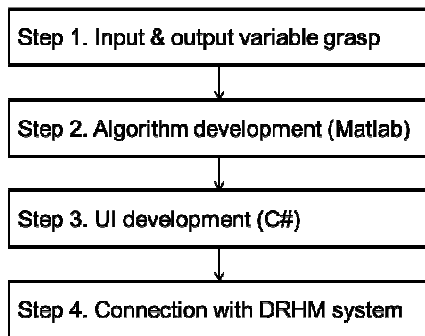 Step 1. Input & output variable grasp
Step 2. Algorithm development (Matlab)
Step 3. UI development (C#)
Step 4. Connection with DRHM system